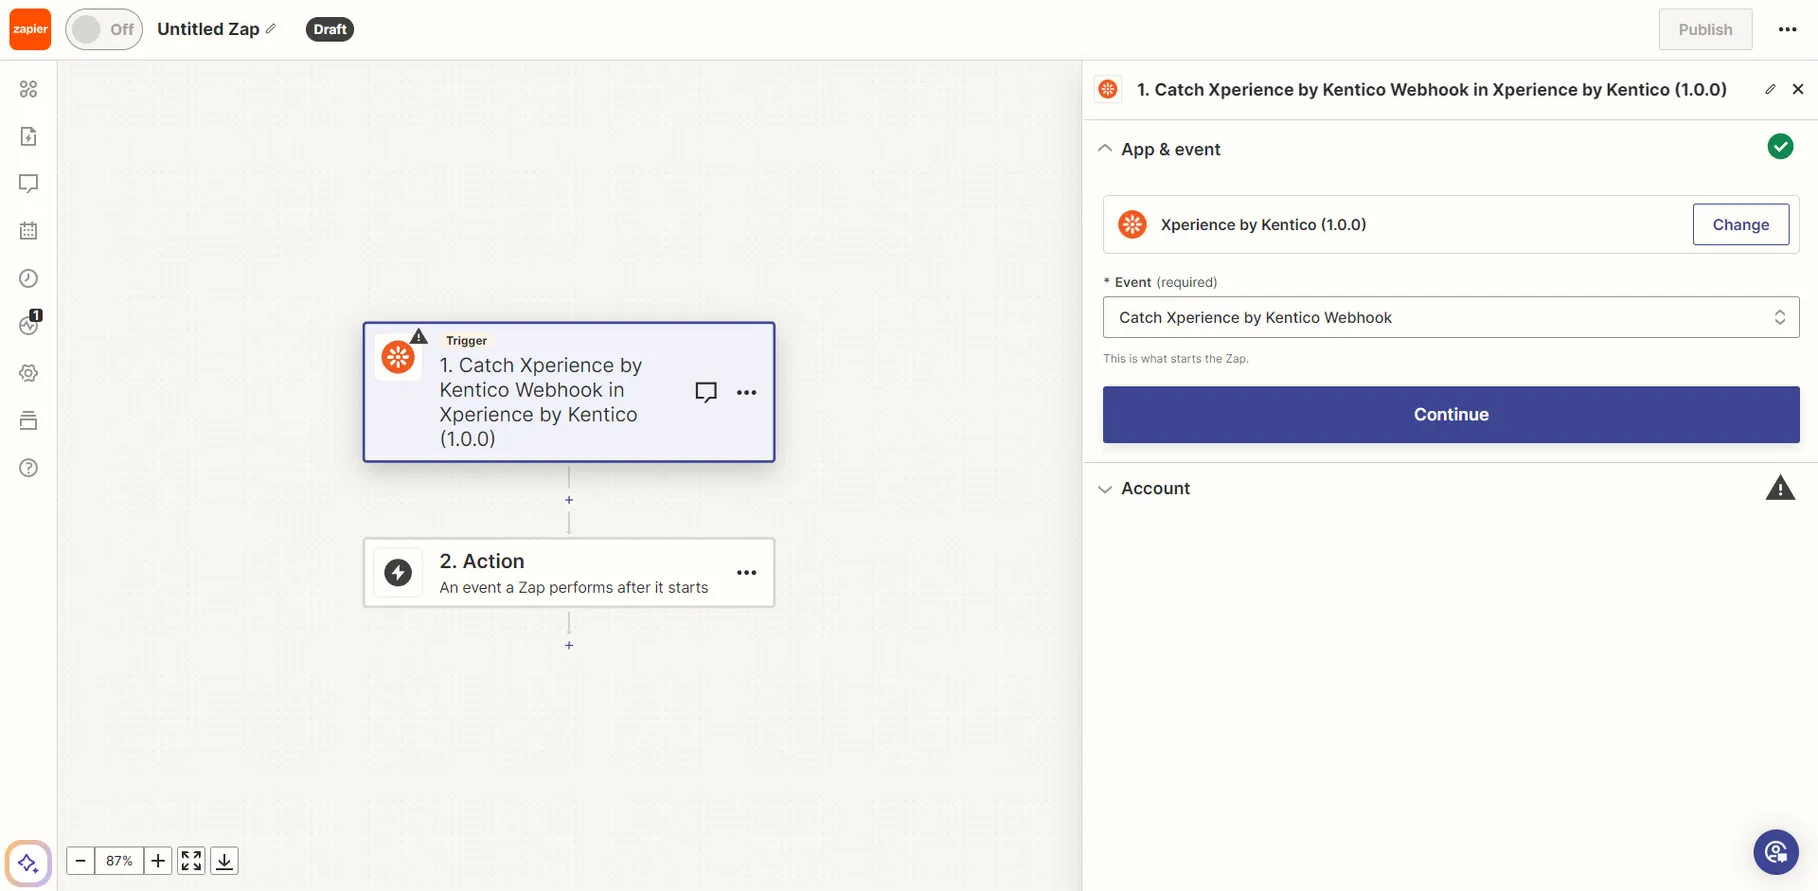 zapier
Off
Untitled Zap
Draft
Publish
1. Catch Xperience by Kentico Webhook in Xperience by Kentico (1.0.0)
App & event
Xperience by Kentico (1.0.0)
Change
* Event (required)
Catch Xperience by Kentico Webhook
This is what starts the Zap.
Continue
Account
1
Trigger
1. Catch Xperience by
Kentico Webhook in
Xperience by Kentico
(1.0.0)
2. Action
An event a Zap performs after it starts
87%